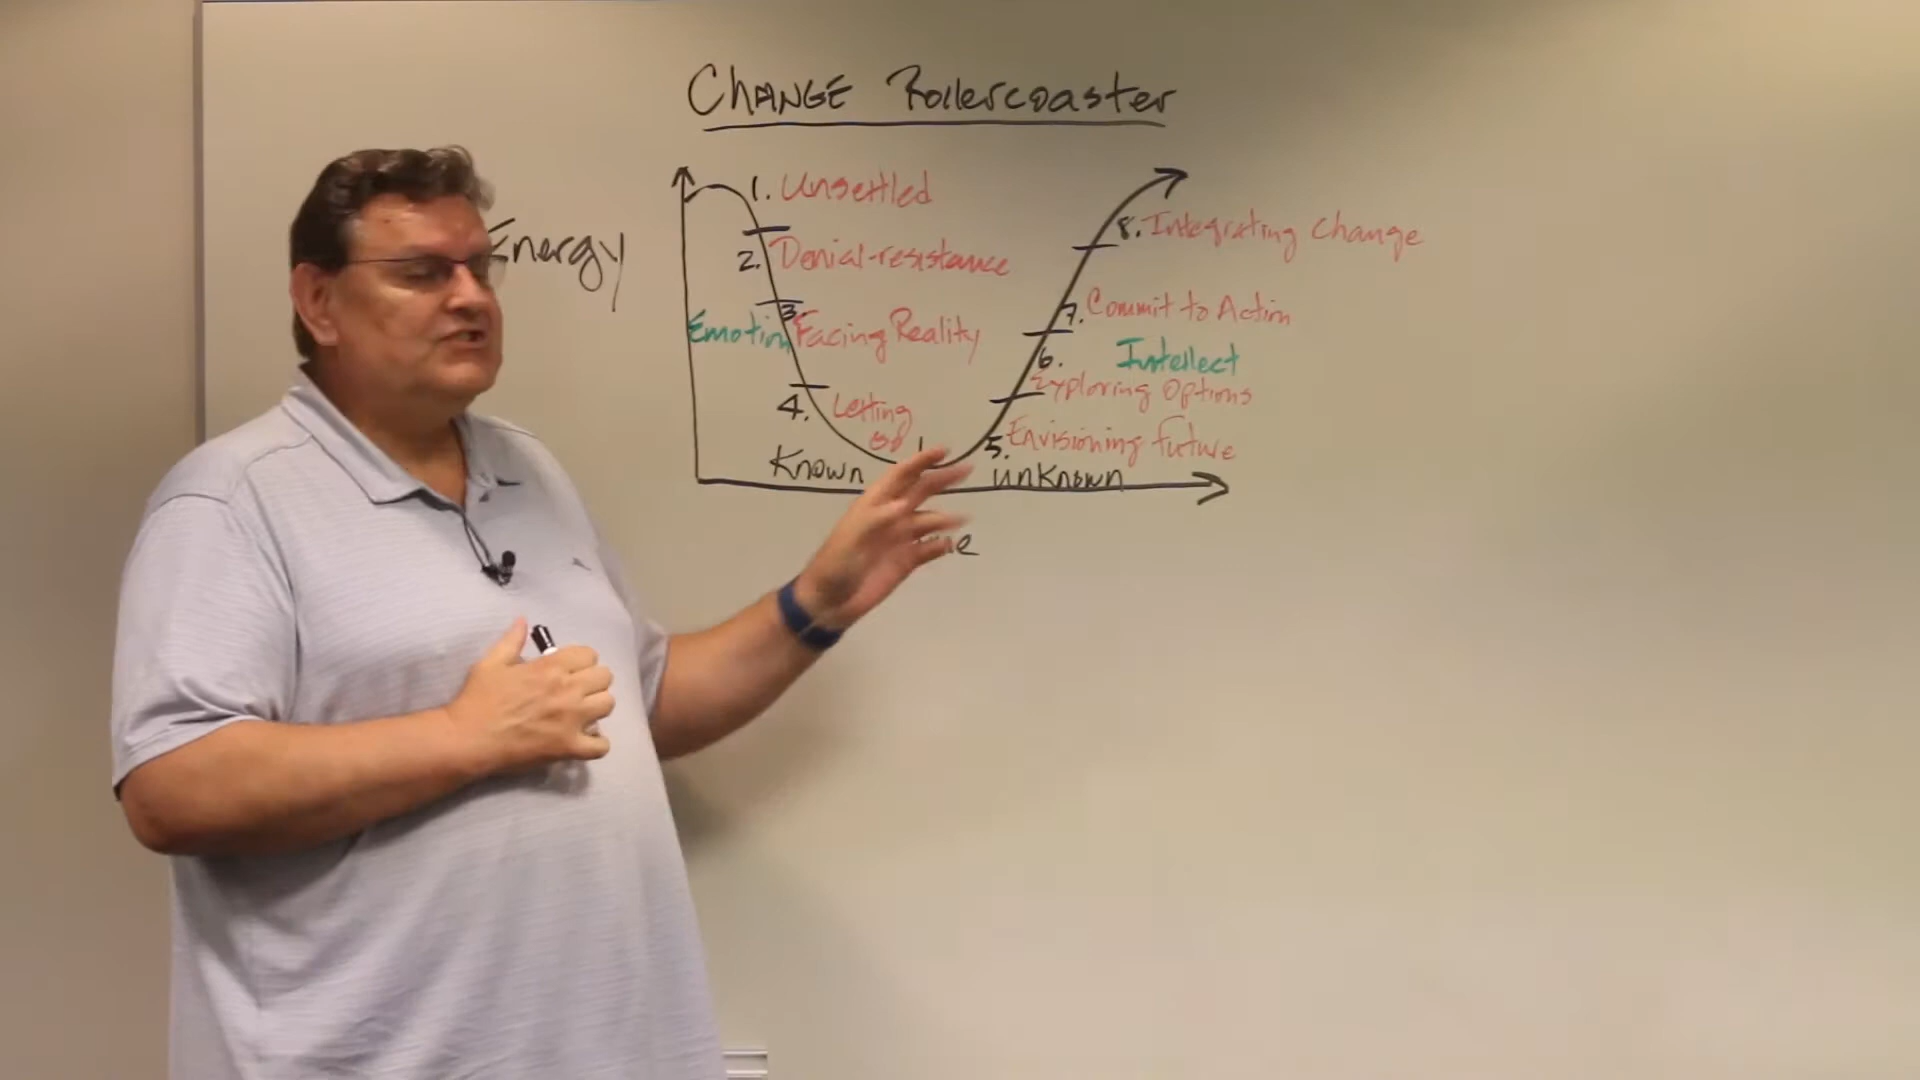 CHANGE Rollercoaster
Energy
1. Unsettled
2. Denial-resistance
3. Facing Reality
Emotion
4. Letting
Go
Known
8. Integrating Change
7. Commit to Action
Intellect
6. Exploring Options
5. Envisioning future
unknown